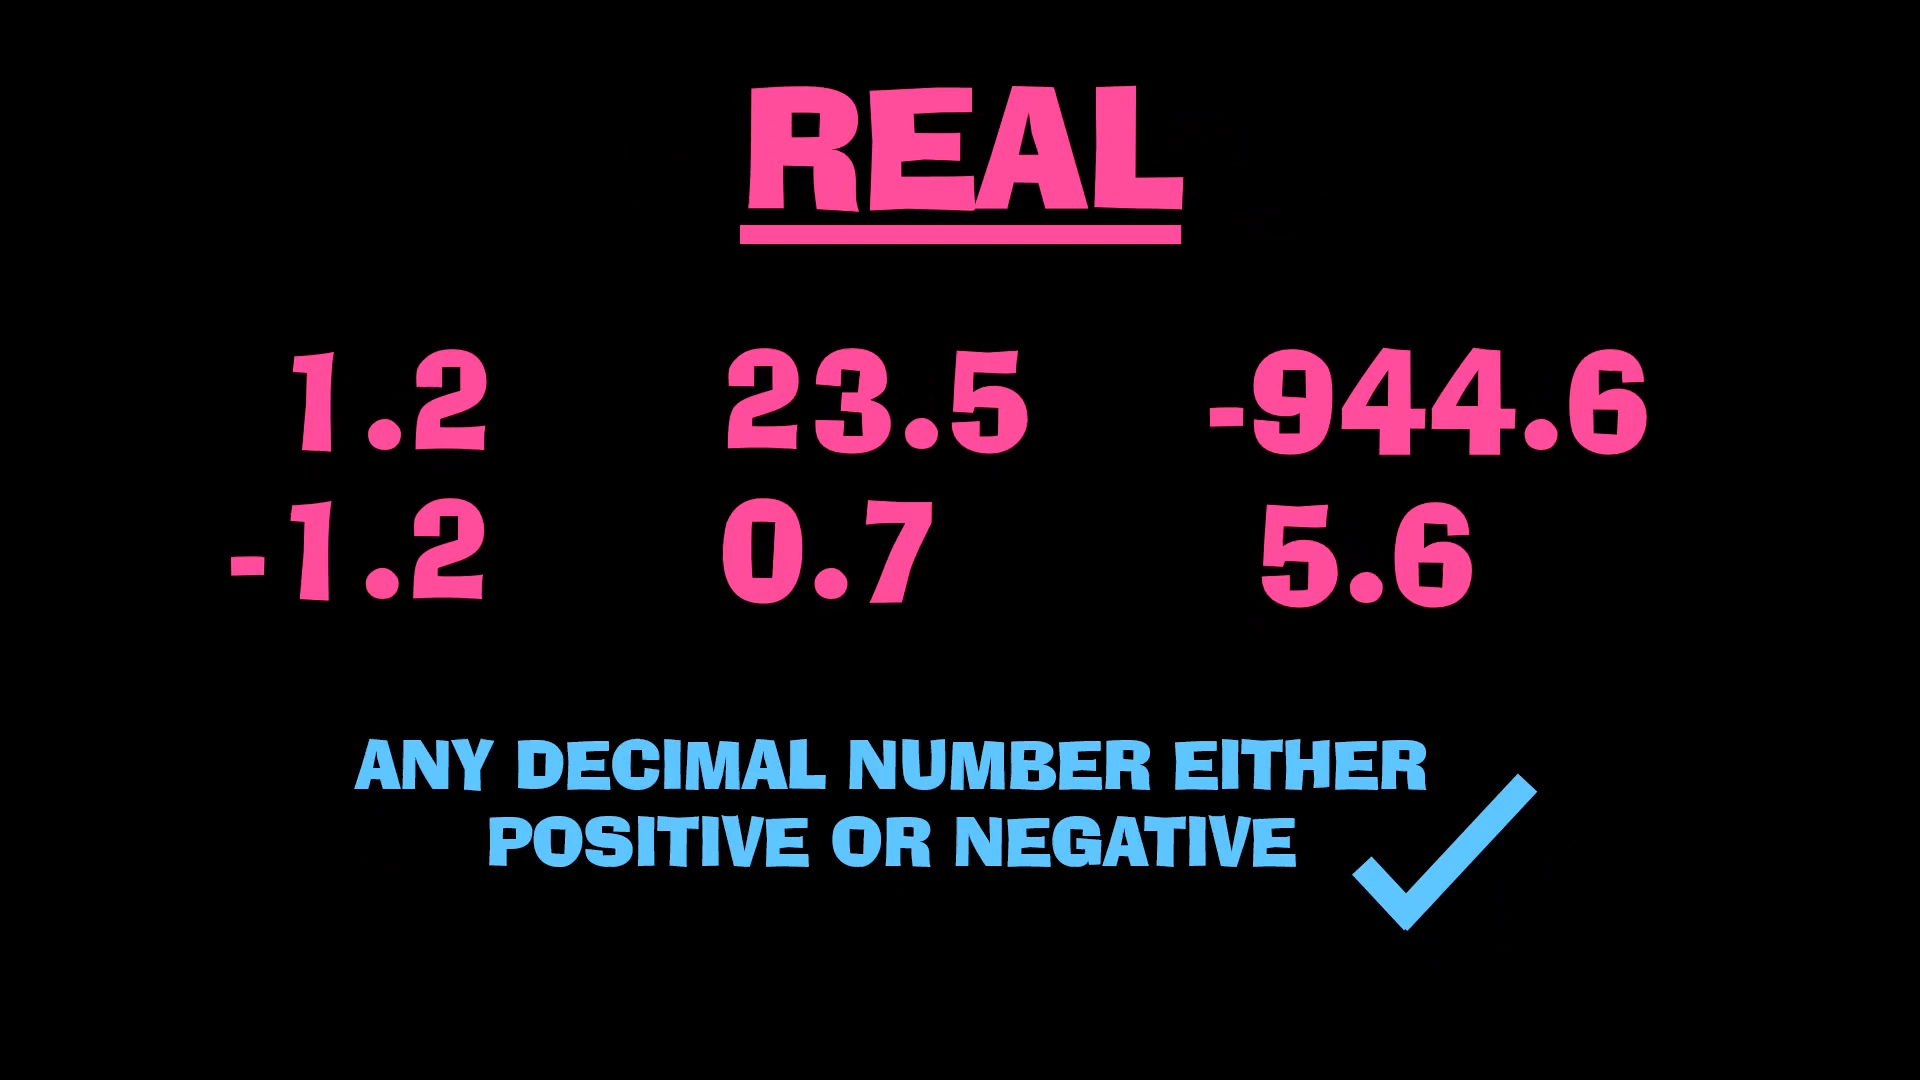 REAL
1.2 23.5 -944.6
-1.2 0.7 5.6
ANY DECIMAL NUMBER EITHER
POSITIVE OR NEGATIVE